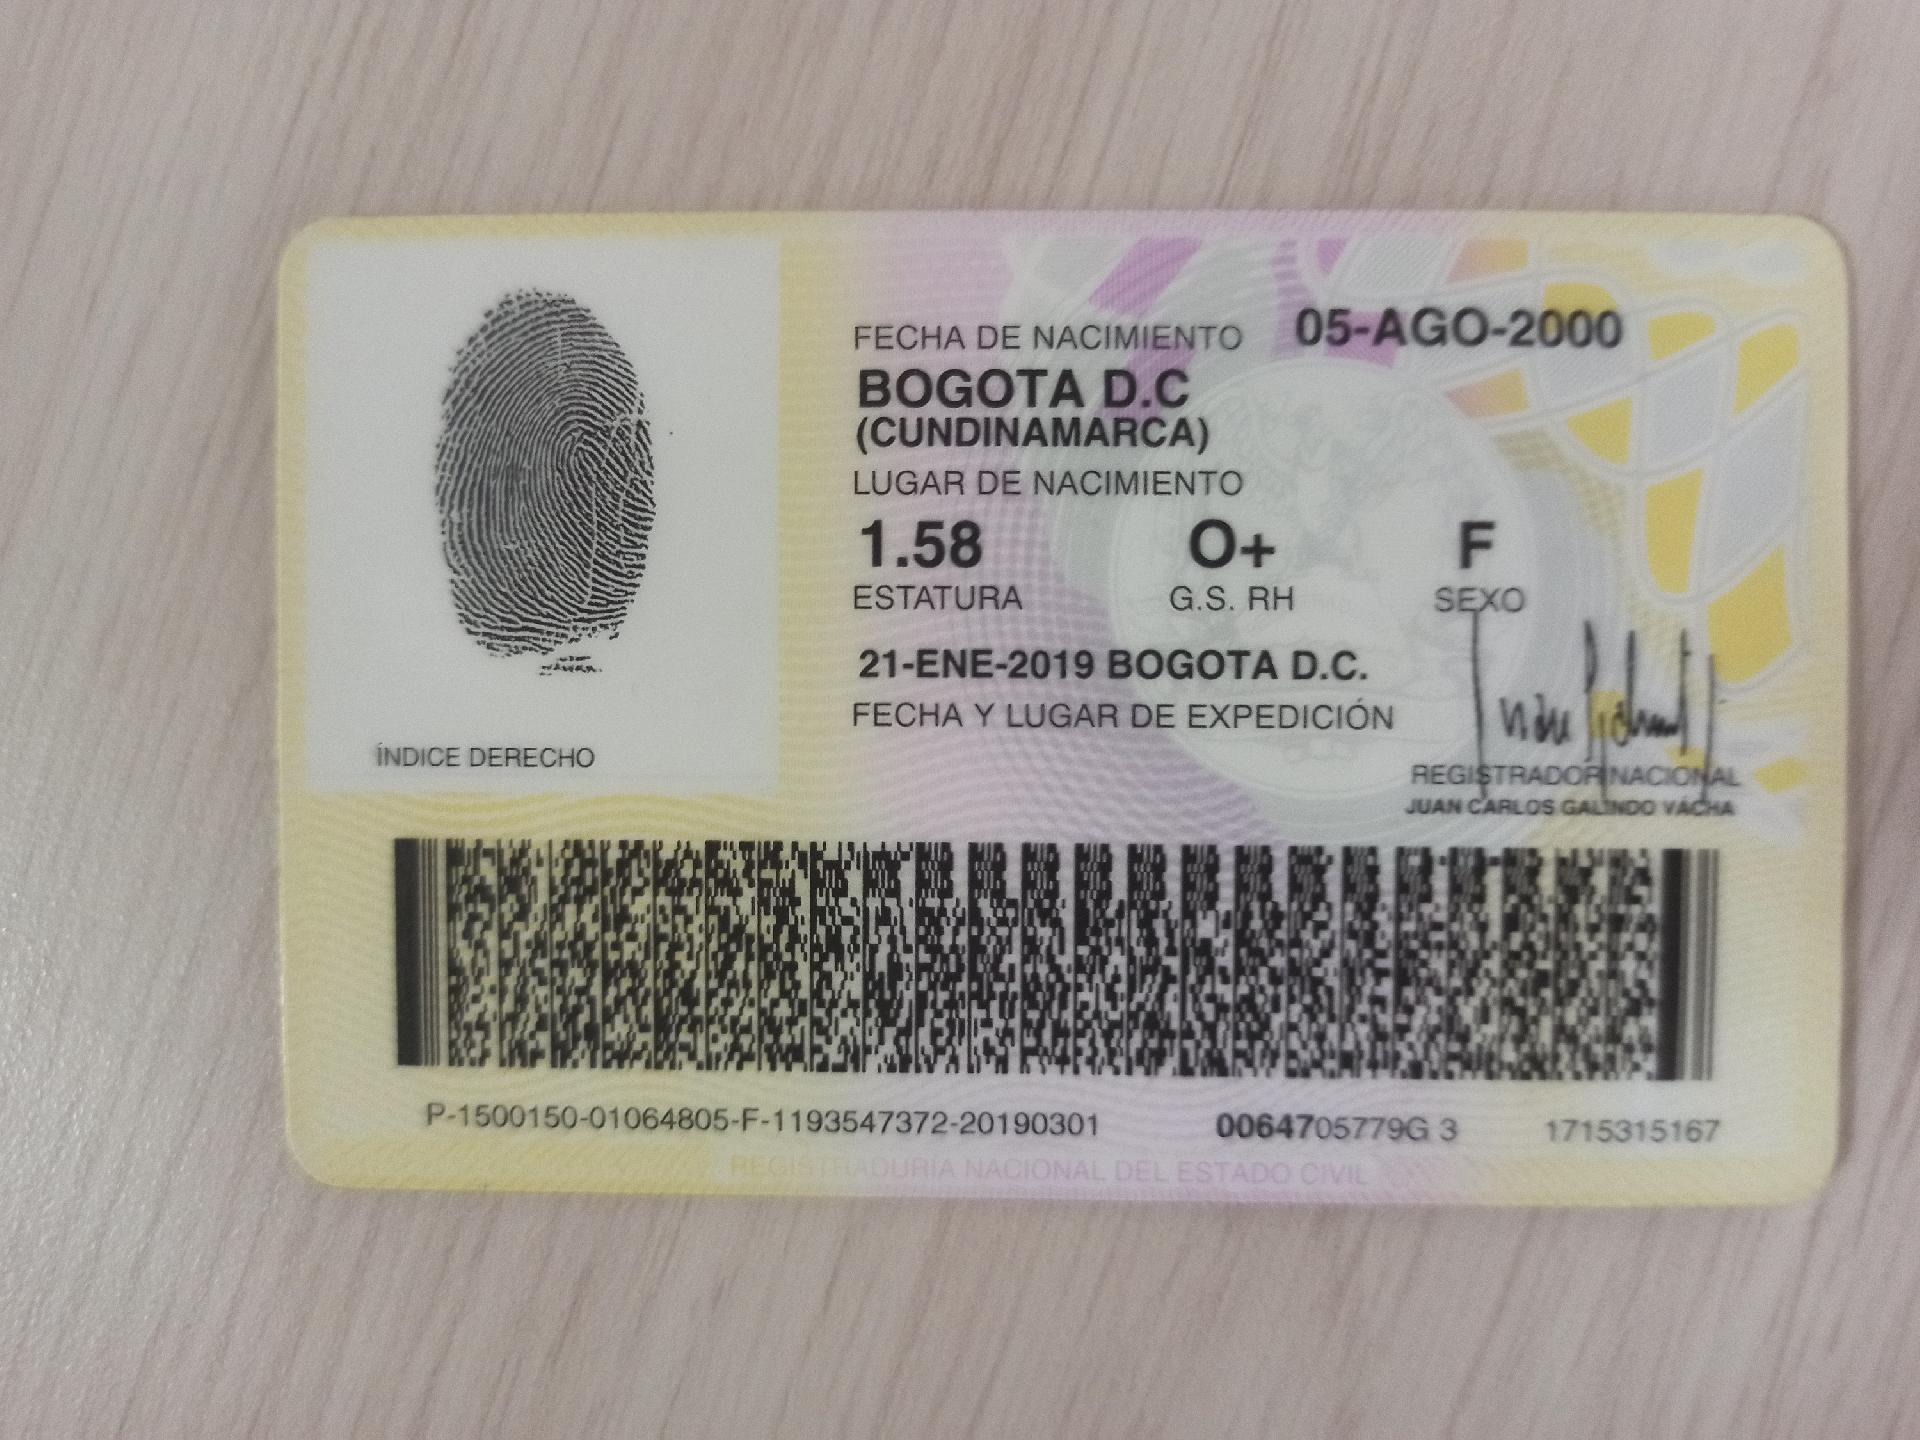 FECHA DE NACIMIENTO 05-AGO-2000
BOGOTA D.C
(CUNDINAMARCA)
LUGAR DE NACIMIENTO
1.58 O+ F
ESTATURA G.S. RH SEXO
21-ENE-2019 BOGOTA D.C.
FECHA Y LUGAR DE EXPEDICIÓN
ÍNDICE DERECHO
REGISTRADOR NACIONAL
JUAN CARLOS GALINDO VACHA
P-1500150-01064805-F-1193547372-20190301 0064705779G 3 1715315167
REGISTRADURIA NACIONAL DEL ESTADO CIVIL